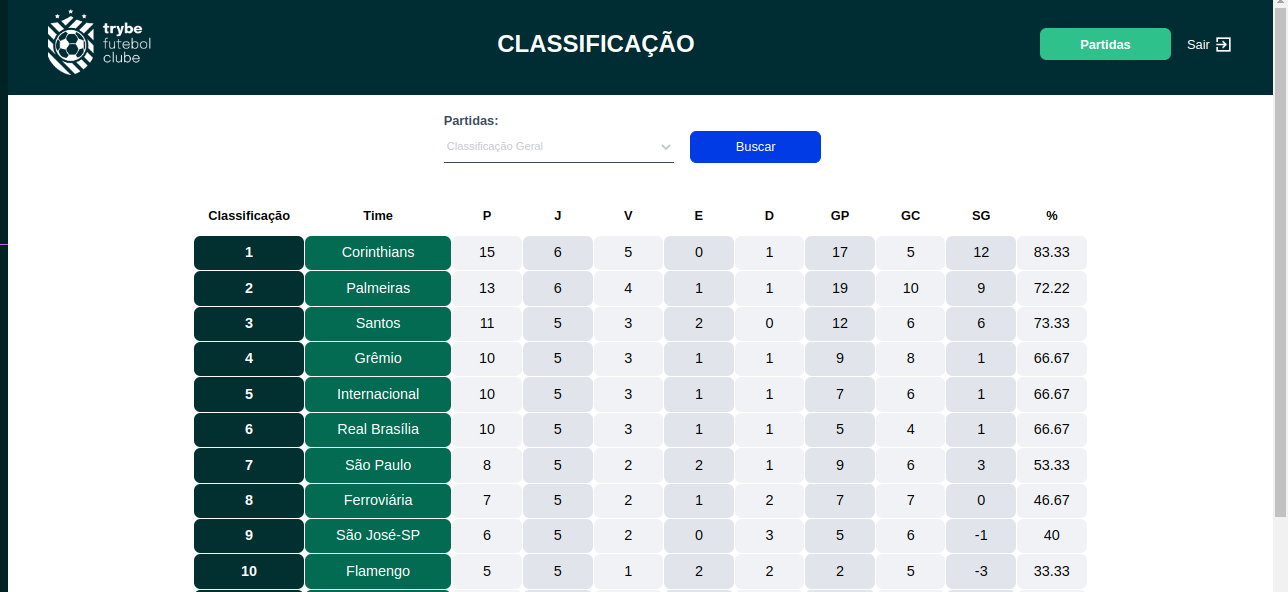 trybe
futebol
clube
CLASSIFICAÇÃO
Partidas
Sair
Partidas:
Classificação Geral
Buscar
Classificação Time P J V E D GP GC SG %
1 Corinthians 15 6 5 0 1 17 5 12 83.33
2 Palmeiras 13 6 4 1 1 19 10 9 72.22
3 Santos 11 5 3 2 0 12 6 6 73.33
4 Grêmio 10 5 3 1 1 9 8 1 66.67
5 Internacional 10 5 3 1 1 7 6 1 66.67
6 Real Brasília 10 5 3 1 1 5 4 1 66.67
7 São Paulo 8 5 2 2 1 9 6 3 53.33
8 Ferroviária 7 5 2 1 2 7 7 0 46.67
9 São José-SP 6 5 2 0 3 5 6 -1 40
10 Flamengo 5 5 1 2 2 2 5 -3 33.33